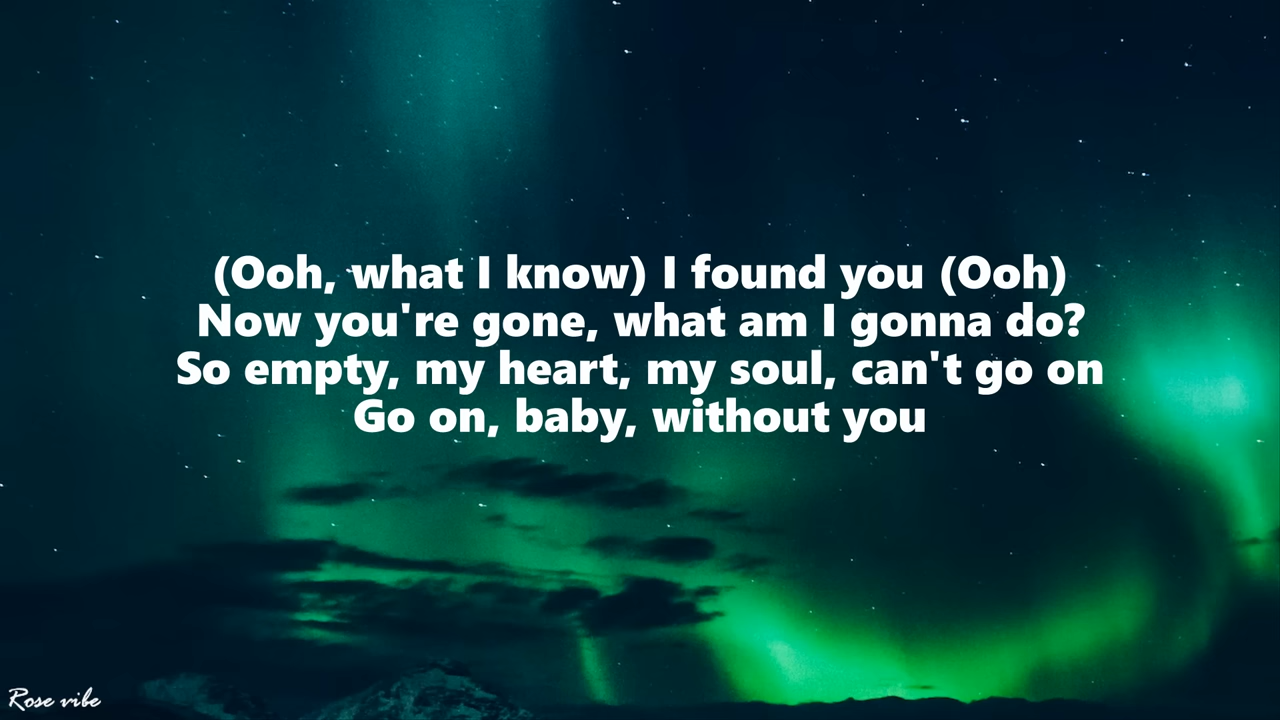 (Ooh, what I know) I found you (Ooh)
Now you're gone, what am I gonna do?
So empty, my heart, my soul, can't go on
Go on, baby, without you
Rose vibe